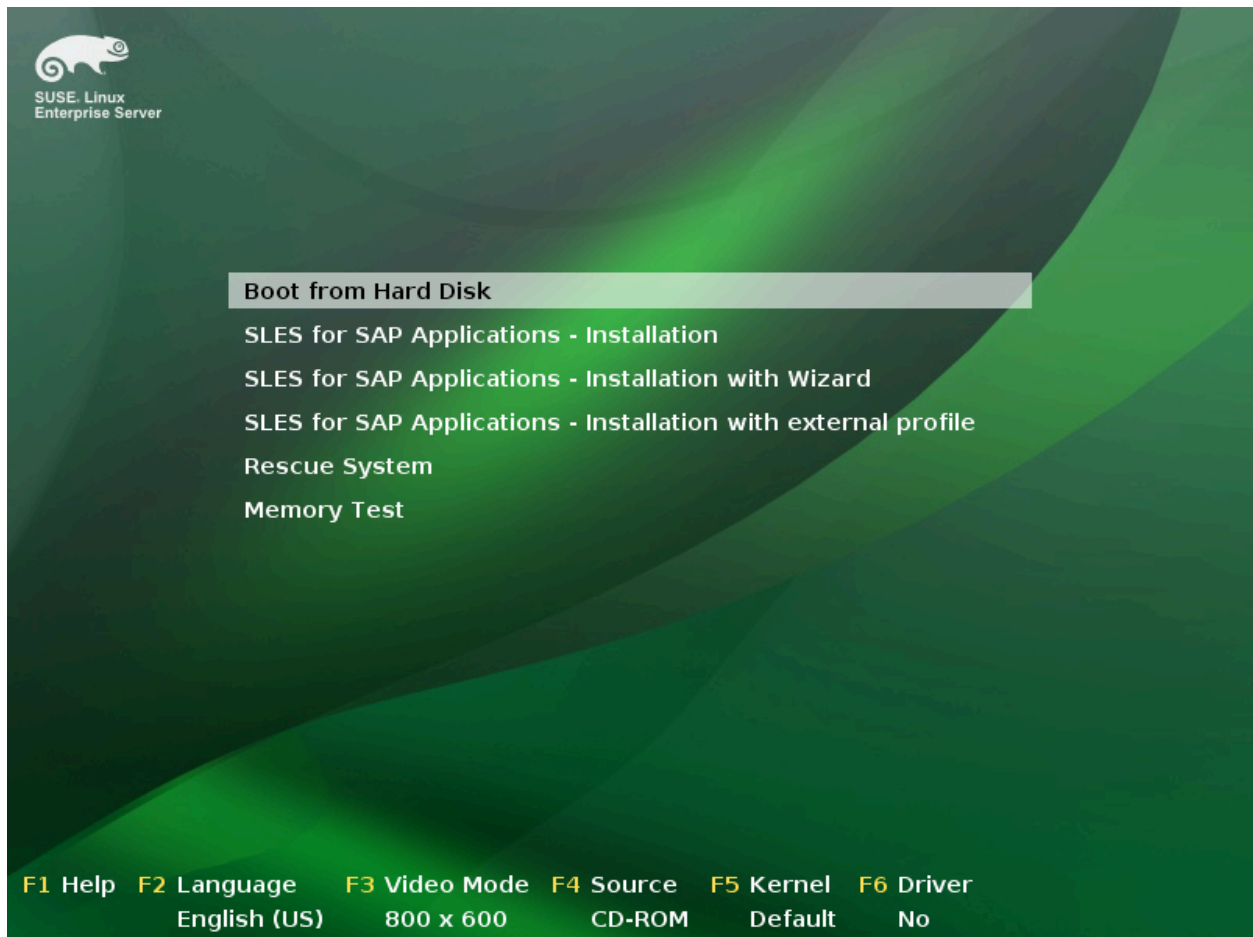 SUSE. Linux
Enterprise Server
Boot from Hard Disk
SLES for SAP Applications - Installation
SLES for SAP Applications - Installation with Wizard
SLES for SAP Applications - Installation with external profile
Rescue System
Memory Test
F1 Help F2 Language F3 Video Mode F4 Source F5 Kernel F6 Driver
English (US) 800 x 600 CD-ROM Default No